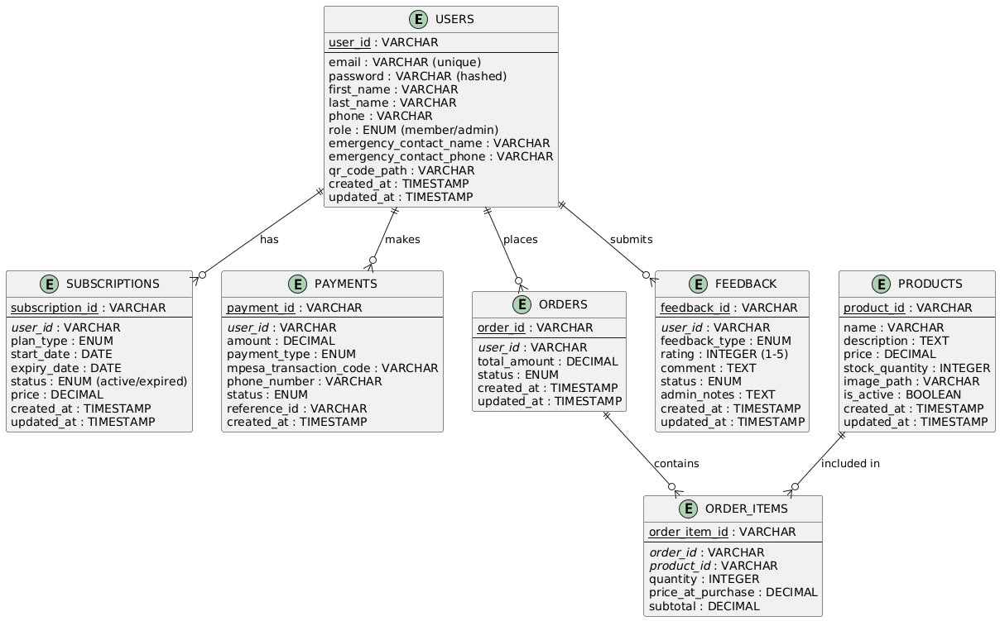 E USERS
user_id : VARCHAR
email : VARCHAR (unique)
password : VARCHAR (hashed)
first_name : VARCHAR
last_name : VARCHAR
phone : VARCHAR
role : ENUM (member/admin)
emergency_contact_name : VARCHAR
emergency_contact_phone : VARCHAR
qr_code_path : VARCHAR
created_at : TIMESTAMP
updated_at : TIMESTAMP
has
makes
places
submits
E SUBSCRIPTIONS
subscription_id : VARCHAR
user_id : VARCHAR
plan_type : ENUM
start_date : DATE
expiry_date : DATE
status : ENUM (active/expired)
price : DECIMAL
created_at : TIMESTAMP
updated_at : TIMESTAMP
E PAYMENTS
payment_id : VARCHAR
user_id : VARCHAR
amount : DECIMAL
payment_type : ENUM
mpesa_transaction_code : VARCHAR
phone_number : VARCHAR
status : ENUM
reference_id : VARCHAR
created_at : TIMESTAMP
E ORDERS
order_id : VARCHAR
user_id : VARCHAR
total_amount : DECIMAL
status : ENUM
created_at : TIMESTAMP
updated_at : TIMESTAMP
E FEEDBACK
feedback_id : VARCHAR
user_id : VARCHAR
feedback_type : ENUM
rating : INTEGER (1-5)
comment : TEXT
status : ENUM
admin_notes : TEXT
created_at : TIMESTAMP
updated_at : TIMESTAMP
E PRODUCTS
product_id : VARCHAR
name : VARCHAR
description : TEXT
price : DECIMAL
stock_quantity : INTEGER
image_path : VARCHAR
is_active : BOOLEAN
created_at : TIMESTAMP
updated_at : TIMESTAMP
contains
included in
E ORDER_ITEMS
order_item_id : VARCHAR
order_id : VARCHAR
product_id : VARCHAR
quantity : INTEGER
price_at_purchase : DECIMAL
subtotal : DECIMAL